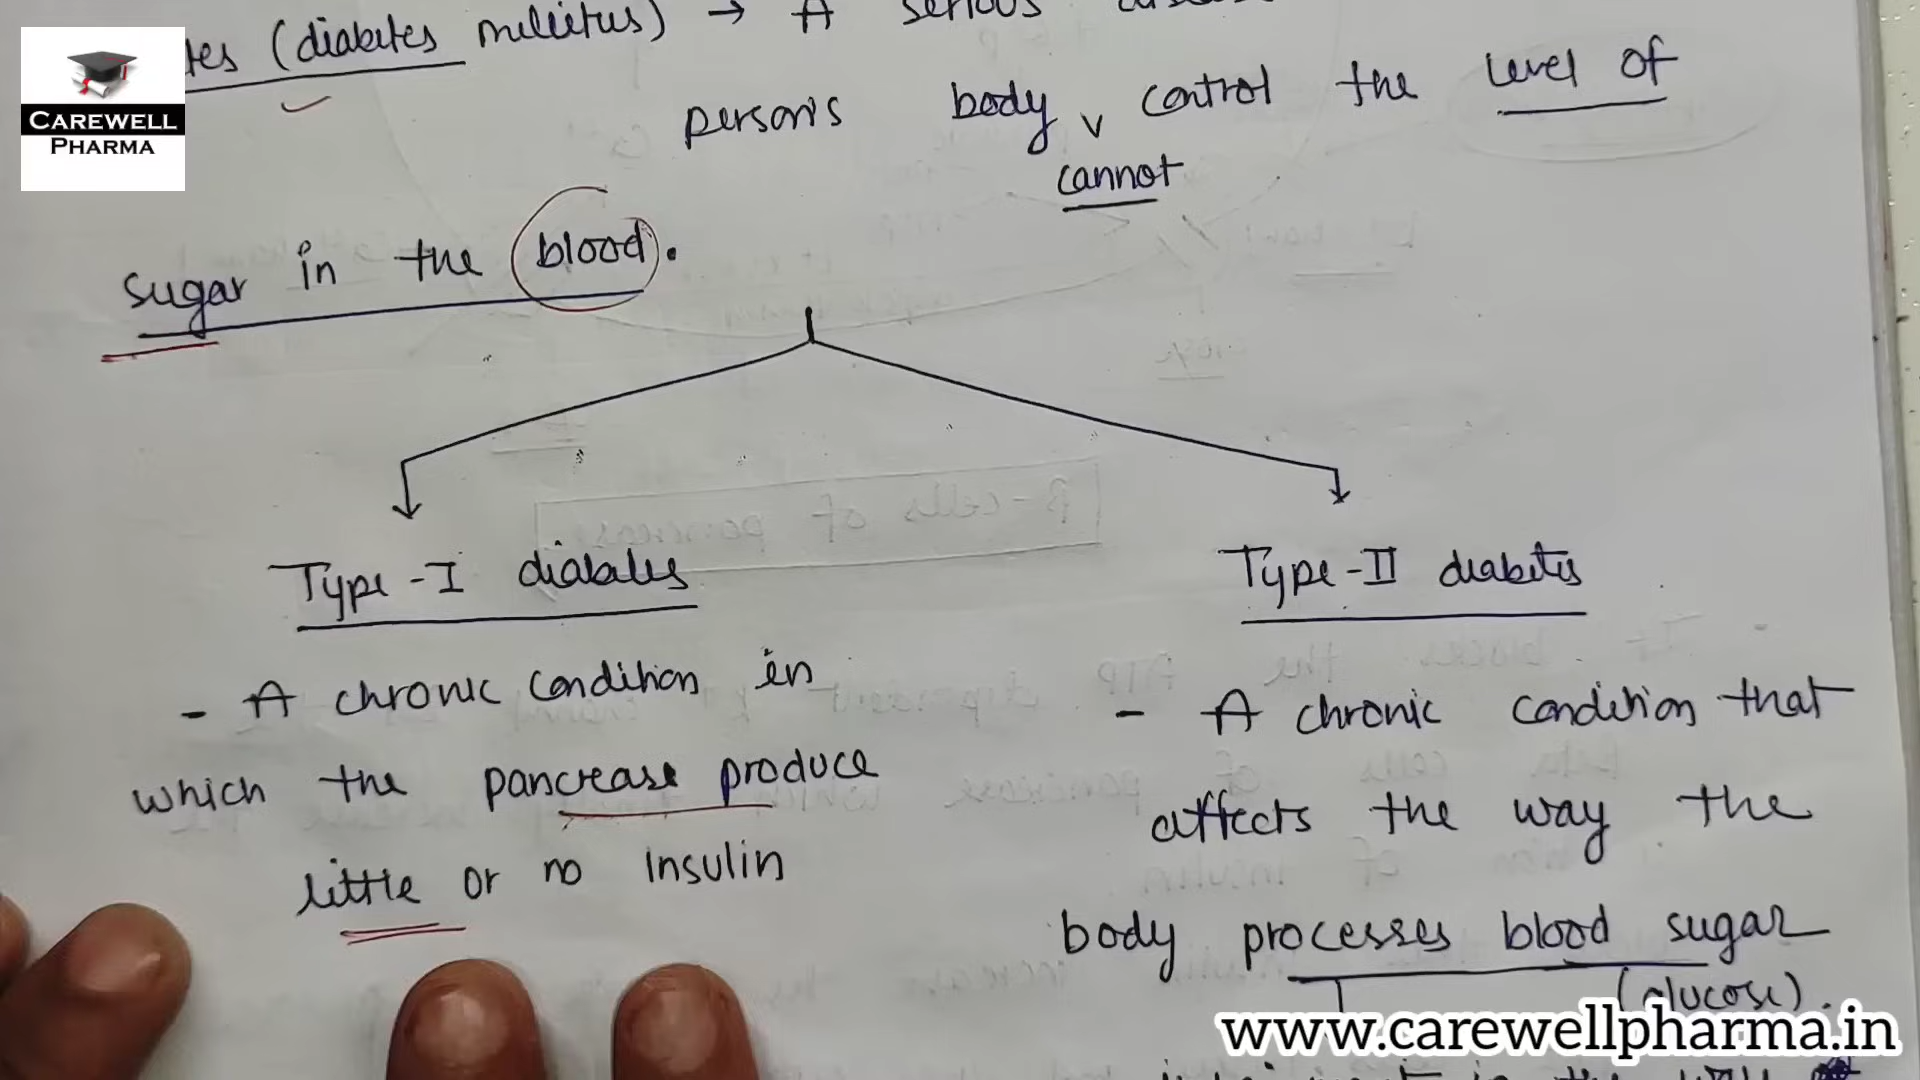 tes (diabetes mellitus) → A serious
person's body ∨ control the level of
cannot
sugar in the blood.
Type-I diabetes
Type-II diabetes
- A chronic condition in
which the pancrease produce
little or no insulin
- A chronic condition that
affects the way the
body processes blood sugar
(glucose).
CAREWELL
PHARMA
www.carewellpharma.in